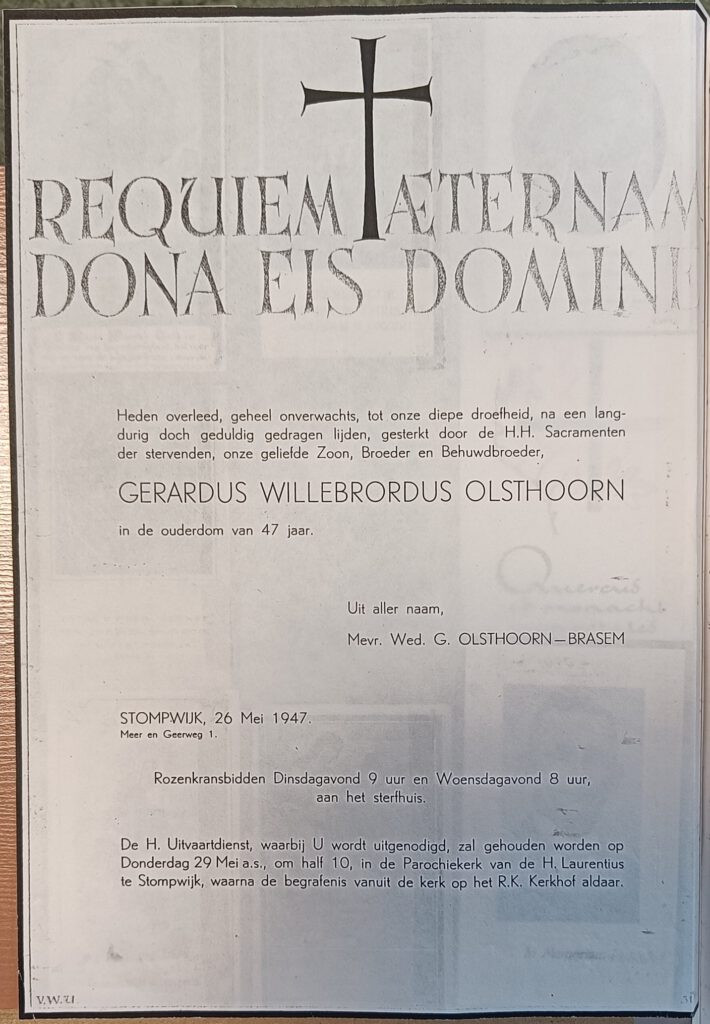 REQUIEM ÆTERNAM
DONA EIS DOMINE
Heden overleed, geheel onverwachts, tot onze diepe droefheid, na een lang-
durig doch geduldig gedragen lijden, gesterkt door de H.H. Sacramenten
der stervenden, onze geliefde Zoon, Broeder en Behuwdbroeder,
GERARDUS WILLEBRORDUS OLSTHOORN
in de ouderdom van 47 jaar.
Uit aller naam,
Mevr. Wed. G. OLSTHOORN—BRASEM
STOMPWIJK, 26 Mei 1947.
Meer en Geerweg 1.
Rozenkransbidden Dinsdagavond 9 uur en Woensdagavond 8 uur,
aan het sterfhuis.
De H. Uitvaartdienst, waarbij U wordt uitgenodigd, zal gehouden worden op
Donderdag 29 Mei a.s., om half 10, in de Parochiekerk van de H. Laurentius
te Stompwijk, waarna de begrafenis vanuit de kerk op het R.K. Kerkhof aldaar.
V.W.U
31